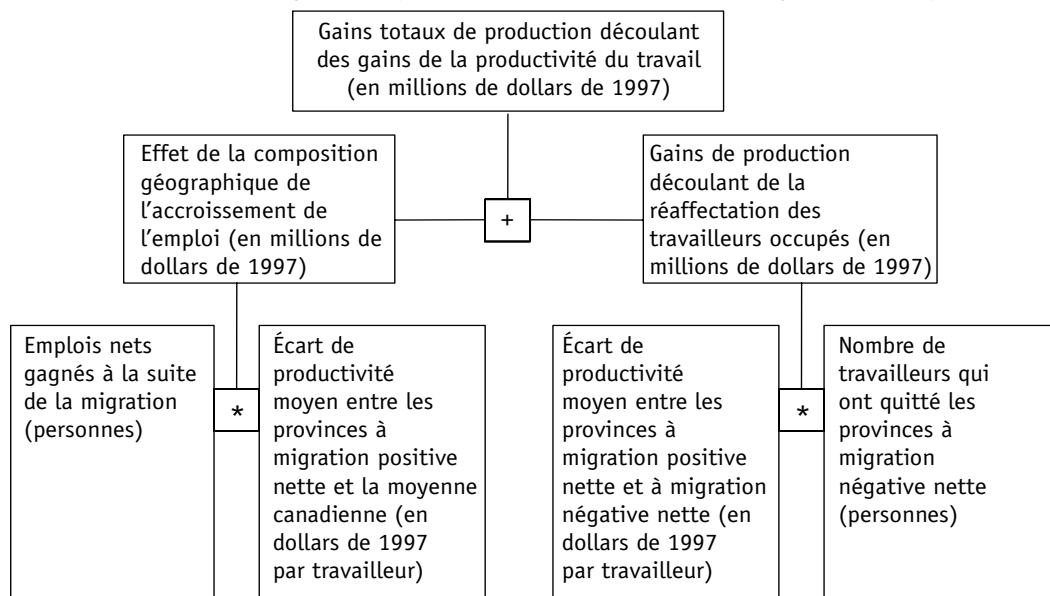 Gains totaux de production découlant
des gains de la productivité du travail
(en millions de dollars de 1997)
Effet de la composition
géographique de
l'accroissement de
l'emploi (en millions de
dollars de 1997)
+
Gains de production
découlant de la
réaffectation des
travailleurs occupés (en
millions de dollars de 1997)
Emplois nets
gagnés à la suite
de la migration
(personnes)
*
Écart de
productivité
moyen entre les
provinces à
migration positive
nette et la moyenne
canadienne (en
dollars de 1997
par travailleur)
Écart de
productivité
moyen entre les
provinces à
migration positive
nette et à migration
négative nette (en
dollars de 1997
par travailleur)
*
Nombre de
travailleurs qui
ont quitté les
provinces à
migration
négative nette
(personnes)